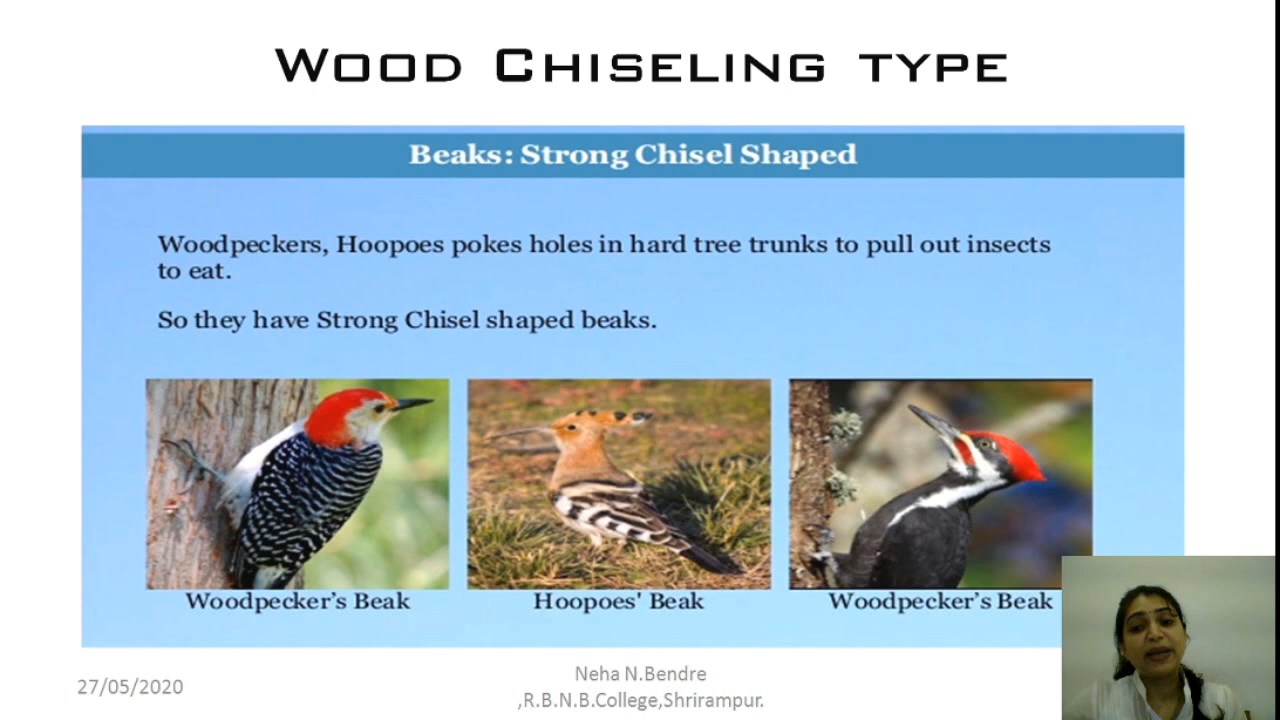 WOOD CHISELING TYPE
Beaks: Strong Chisel Shaped
Woodpeckers, Hoopoes pokes holes in hard tree trunks to pull out insects
to eat.
So they have Strong Chisel shaped beaks.
Woodpecker's Beak
Hoopoes' Beak
Woodpecker's Beak
27/05/2020
Neha N.Bendre
,R.B.N.B.College,Shrirampur.